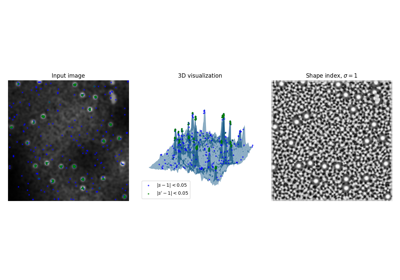 Input image
3D visualization
Shape index, σ = 1
|s − 1| < 0.05
|s' − 1| < 0.05